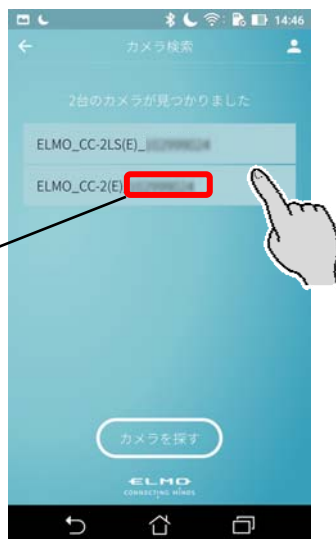 14:46
カメラ検索
2台のカメラが見つかりました
ELMO_CC-2LS(E)_
ELMO_CC-2(E)
カメラを探す
ELMO
CONNECTING MINDS